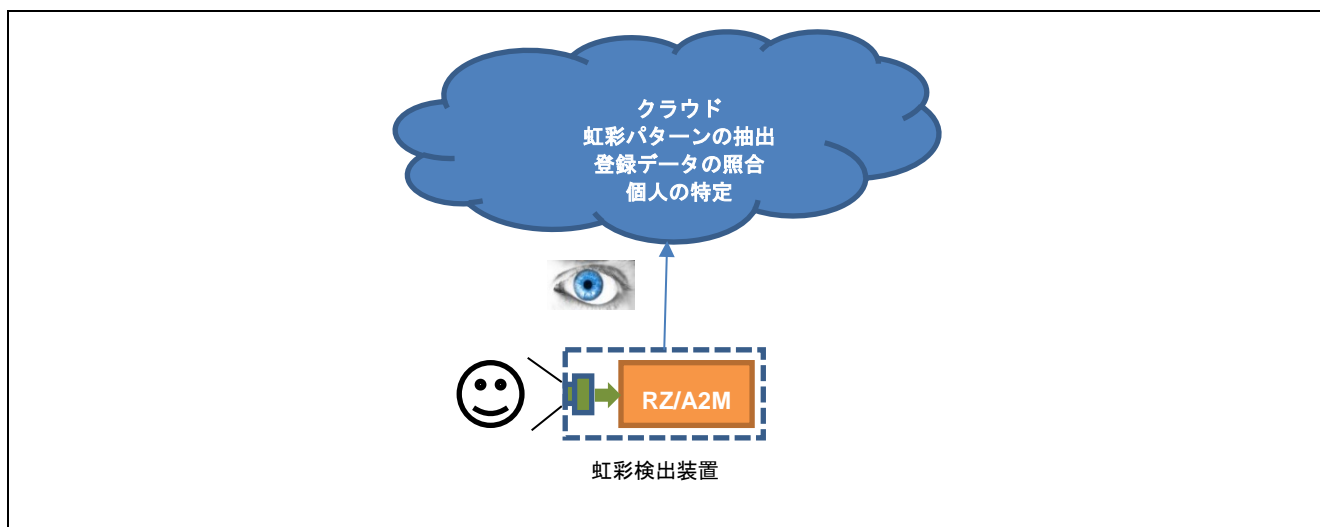 クラウド
虹彩パターンの抽出
登録データの照合
個人の特定
RZ/A2M
虹彩検出装置